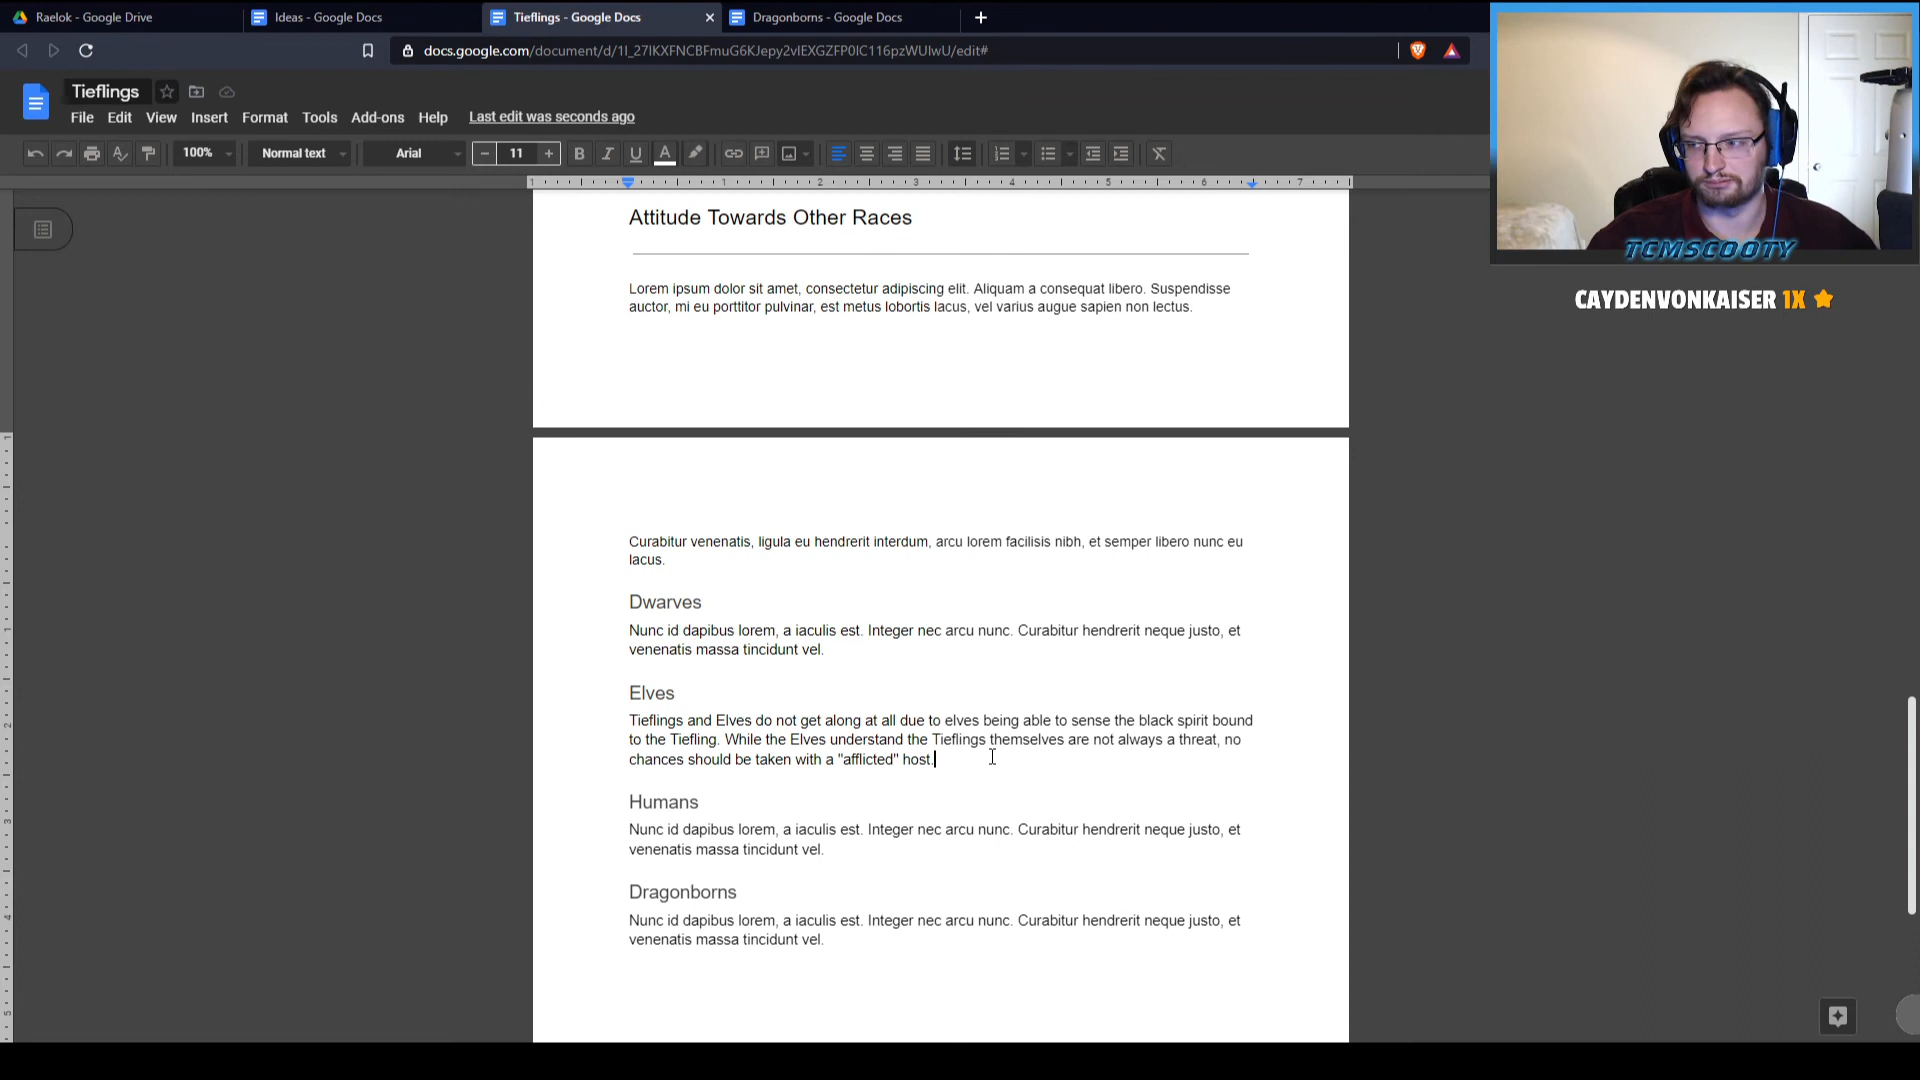 Raelok - Google Drive
Ideas - Google Docs
Tieflings - Google Docs
Dragonborns - Google Docs
docs.google.com/document/d/1I_27IKXFNCBFmuG6KJepy2vIEXGZFP0IC116pzWUIwU/edit#
Tieflings
File Edit View Insert Format Tools Add-ons Help Last edit was seconds ago
100% Normal text Arial 11
1 1 2 3 4 5 6 7
Attitude Towards Other Races
Lorem ipsum dolor sit amet, consectetur adipiscing elit. Aliquam a consequat libero. Suspendisse
auctor, mi eu porttitor pulvinar, est metus lobortis lacus, vel varius augue sapien non lectus.
Curabitur venenatis, ligula eu hendrerit interdum, arcu lorem facilisis nibh, et semper libero nunc eu
lacus.
Dwarves
Nunc id dapibus lorem, a iaculis est. Integer nec arcu nunc. Curabitur hendrerit neque justo, et
venenatis massa tincidunt vel.
Elves
Tieflings and Elves do not get along at all due to elves being able to sense the black spirit bound
to the Tiefling. While the Elves understand the Tieflings themselves are not always a threat, no
chances should be taken with a "afflicted" host.
Humans
Nunc id dapibus lorem, a iaculis est. Integer nec arcu nunc. Curabitur hendrerit neque justo, et
venenatis massa tincidunt vel.
Dragonborns
Nunc id dapibus lorem, a iaculis est. Integer nec arcu nunc. Curabitur hendrerit neque justo, et
venenatis massa tincidunt vel.
TCMSCOOTY
CAYDENVONKAISER 1X